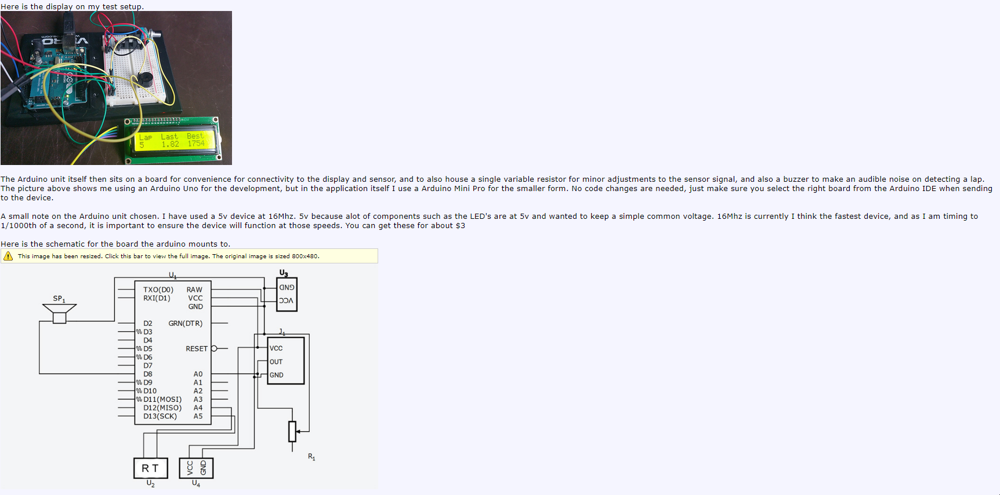 Here is the display on my test setup.
Lap Last Best
5 1.82 1754
The Arduino unit itself then sits on a board for convenience for connectivity to the display and sensor, and to also house a single variable resistor for minor adjustments to the sensor signal, and also a buzzer to make an audible noise on detecting a lap.
The picture above shows me using an Arduino Uno for the development, but in the application itself I use a Arduino Mini Pro for the smaller form. No code changes are needed, just make sure you select the right board from the Arduino IDE when sending
to the device.
A small note on the Arduino unit chosen. I have used a 5v device at 16Mhz. 5v because alot of components such as the LED's are at 5v and wanted to keep a simple common voltage. 16Mhz is currently I think the fastest device, and as I am timing to
1/1000th of a second, it is important to ensure the device will function at those speeds. You can get these for about $3
Here is the schematic for the board the arduino mounts to.
This image has been resized. Click this bar to view the full image. The original image is sized 800x480.
U1
U3
TXO(D0) RAW
GND
RXI(D1) VCC
VCC
SP1
GND
D2 GRN(DTR)
D3
J1
D4
D5 RESET
VCC
D6
OUT
D7
D8 A0
GND
D9 A1
D10 A2
D11(MOSI) A3
D12(MISO) A4
D13(SCK) A5
R1
R T
VCC GND
U2
U4